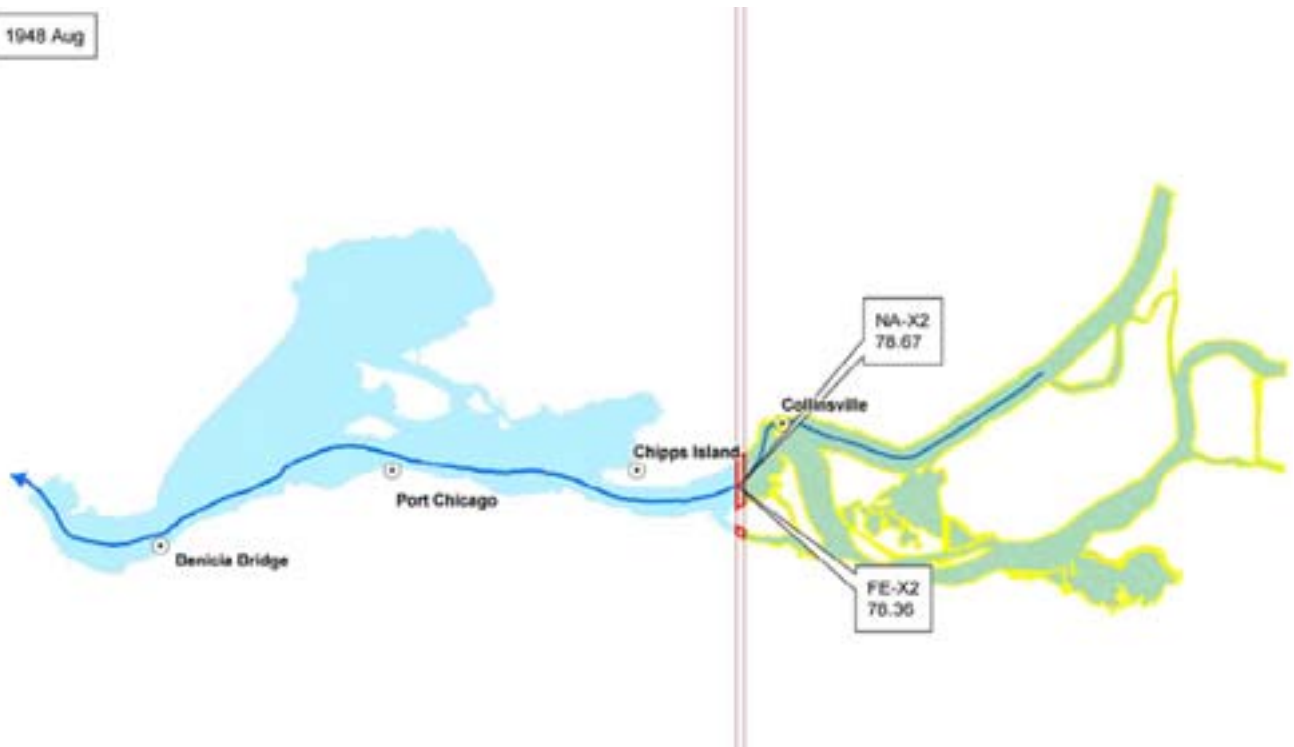 1948 Aug
NA-X2
78.67
Collinsville
Chipps Island
Port Chicago
Benicia Bridge
FE-X2
78.36